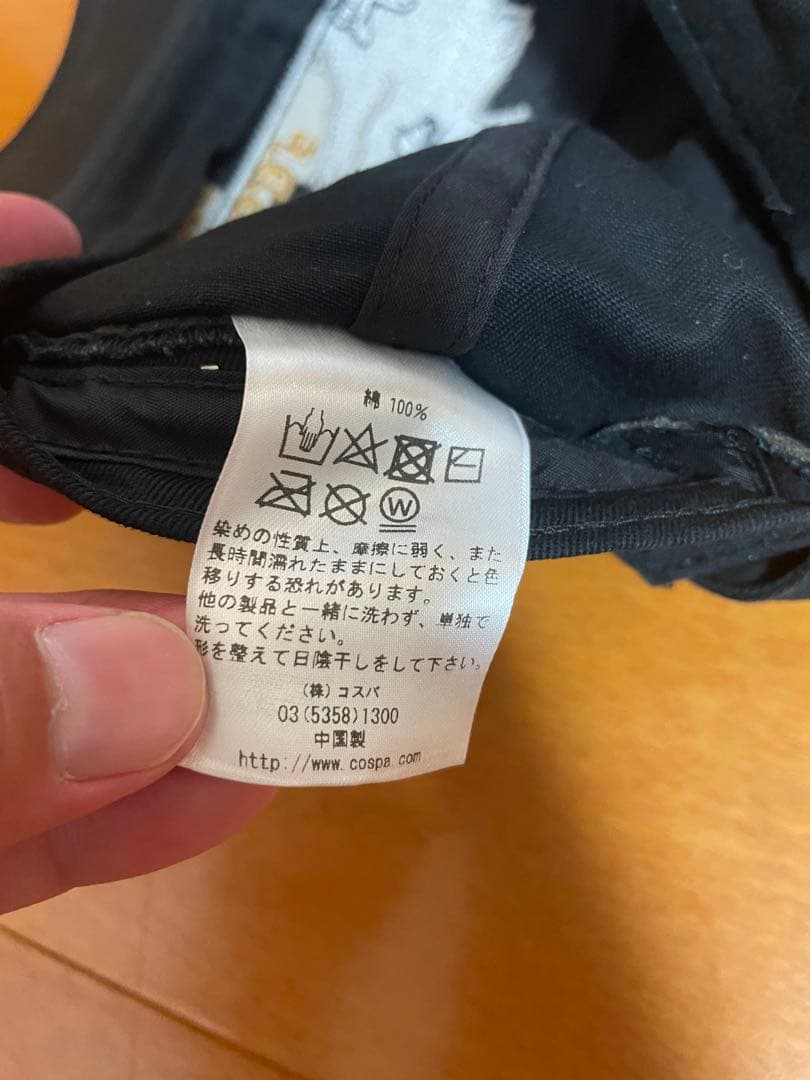 綿 100%
W
染めの性質上、摩擦に弱く、また
長時間濡れたままにしておくと色
移りする恐れがあります。
他の製品と一緒に洗わず、単独で
洗ってください。
形を整えて日陰干しをして下さい。
(株)コスパ
03(5358)1300
中国製
http://www.cospa.com